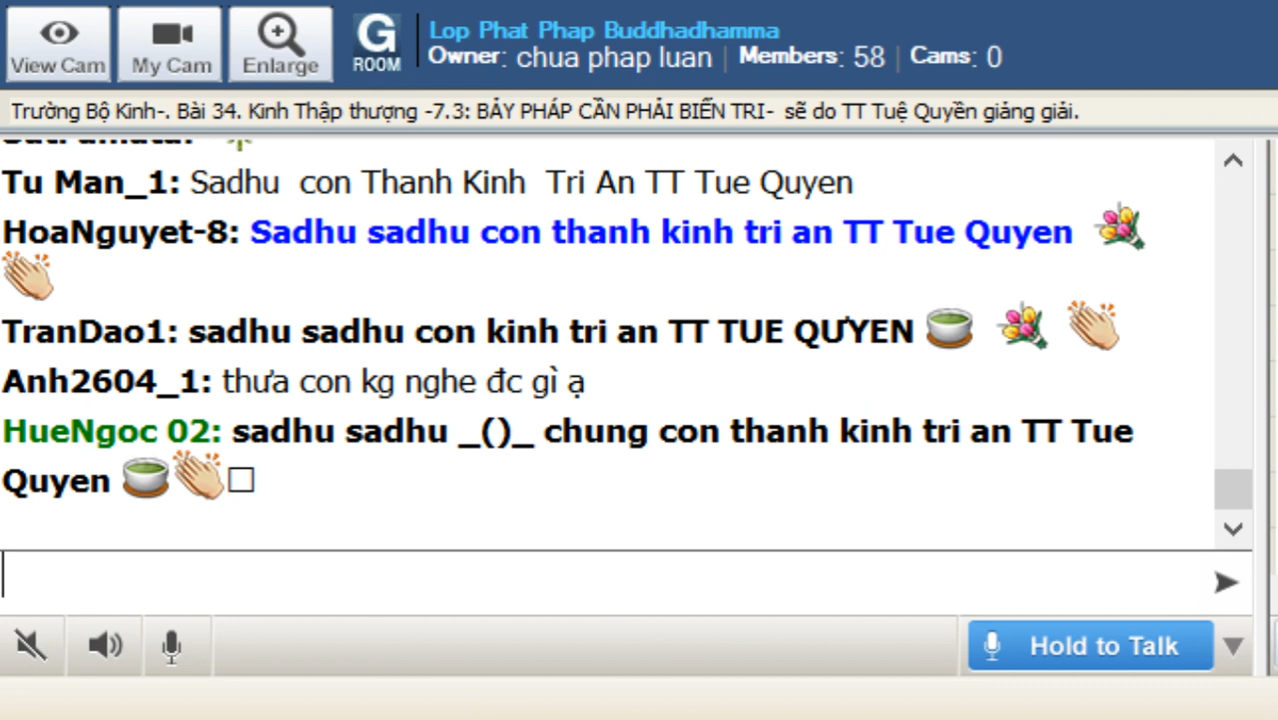 View Cam
My Cam
Enlarge
G
ROOM
Lop Phat Phap Buddhadhamma
Owner: chua phap luan | Members: 58 | Cams: 0
Trường Bộ Kinh-. Bài 34. Kinh Thập thượng -7.3: BẢY PHÁP CẦN PHẢI BIẾN TRI- sẽ do TT Tuệ Quyền giảng giải.
Tu Man_1: Sadhu con Thanh Kinh Tri An TT Tue Quyen
HoaNguyet-8: Sadhu sadhu con thanh kinh tri an TT Tue Quyen
TranDao1: sadhu sadhu con kinh tri an TT TUE QƯYEN
Anh2604_1: thưa con kg nghe đc gì ạ
HueNgoc 02: sadhu sadhu _()_ chung con thanh kinh tri an TT Tue
Quyen
Hold to Talk